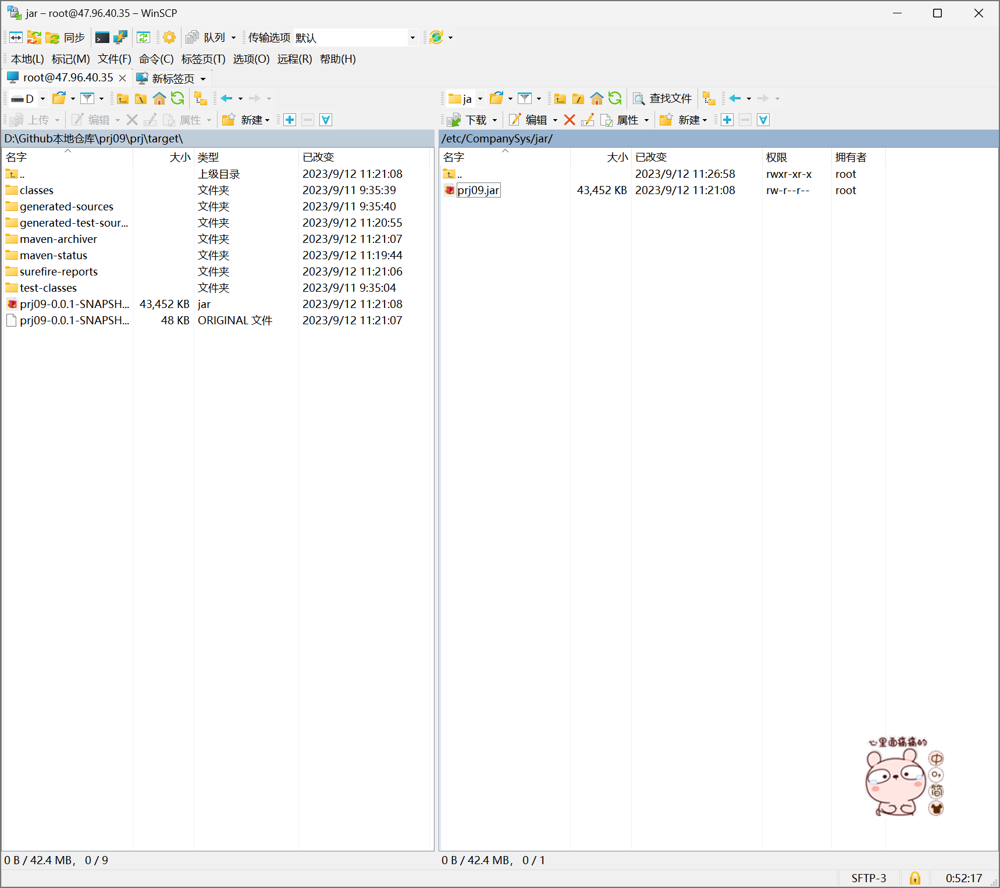 jar – root@47.96.40.35 – WinSCP
同步 队列 传输选项 默认
本地(L) 标记(M) 文件(F) 命令(C) 标签页(T) 选项(O) 远程(R) 帮助(H)
root@47.96.40.35 新标签页
D
ja 查找文件
上传 编辑 属性 新建
下载 编辑 属性 新建
D:\Github本地仓库\prj09\prj\target\
名字 大小 类型 已改变
.. 上级目录 2023/9/12 11:21:08
classes 文件夹 2023/9/11 9:35:39
generated-sources 文件夹 2023/9/11 9:35:40
generated-test-sour... 文件夹 2023/9/12 11:20:55
maven-archiver 文件夹 2023/9/12 11:21:07
maven-status 文件夹 2023/9/12 11:19:44
surefire-reports 文件夹 2023/9/12 11:21:06
test-classes 文件夹 2023/9/11 9:35:04
prj09-0.0.1-SNAPSH... 43,452 KB jar 2023/9/12 11:21:08
prj09-0.0.1-SNAPSH... 48 KB ORIGINAL 文件 2023/9/12 11:21:07
0 B / 42.4 MB， 0 / 9
/etc/CompanySys/jar/
名字 大小 已改变 权限 拥有者
.. 2023/9/12 11:26:58 rwxr-xr-x root
prj09.jar 43,452 KB 2023/9/12 11:21:08 rw-r--r-- root
心里面痛痛的
中
简
0 B / 42.4 MB， 0 / 1
SFTP-3 0:52:17